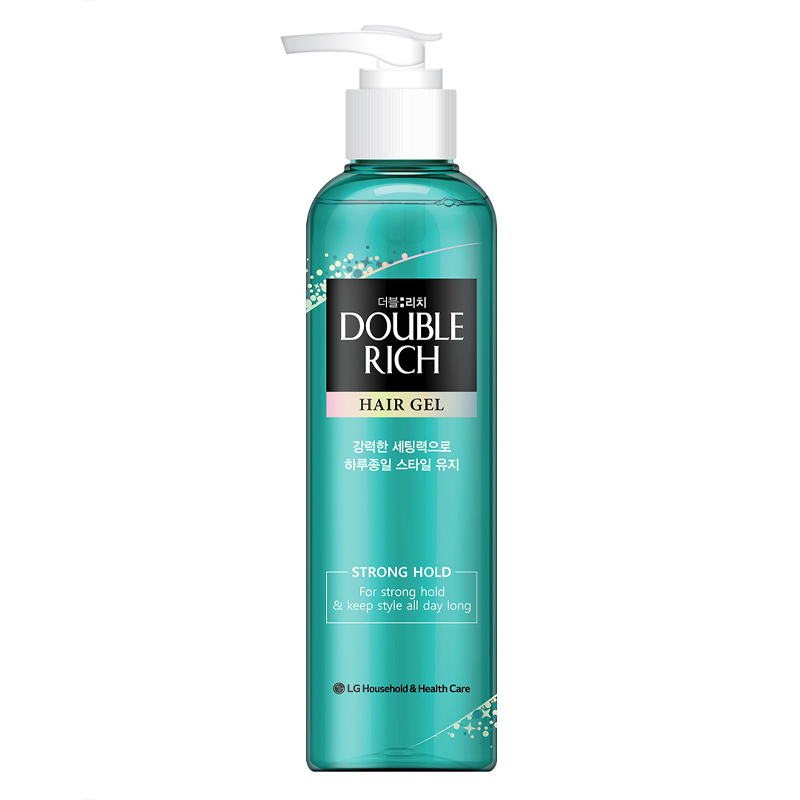 더블:리치
DOUBLE
RICH
HAIR GEL
강력한 세팅력으로
하루종일 스타일 유지
STRONG HOLD
For strong hold
& keep style all day long
LG Household & Health Care